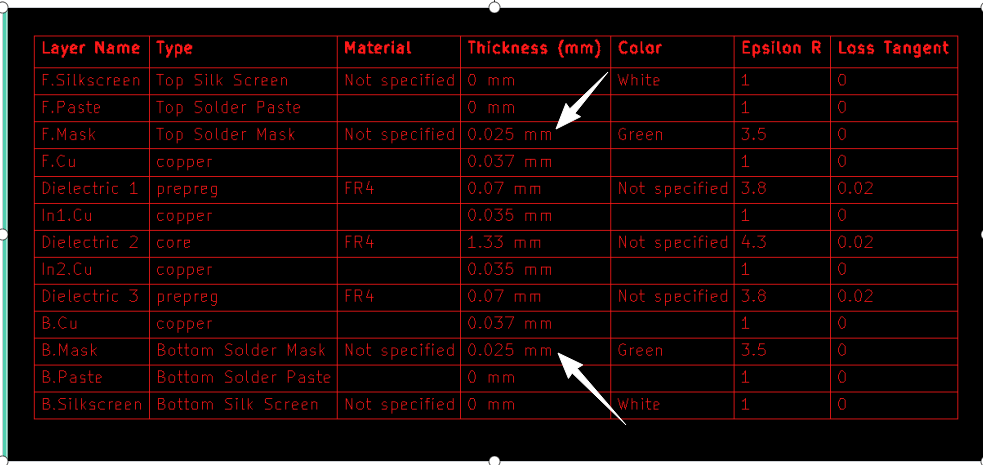 Layer Name Type Material Thickness (mm) Color Epsilon R Loss Tangent
F.Silkscreen Top Silk Screen Not specified 0 mm White 1 0
F.Paste Top Solder Paste 0 mm 1 0
F.Mask Top Solder Mask Not specified 0.025 mm Green 3.5 0
F.Cu copper 0.037 mm 1 0
Dielectric 1 prepreg FR4 0.07 mm Not specified 3.8 0.02
In1.Cu copper 0.035 mm 1 0
Dielectric 2 core FR4 1.33 mm Not specified 4.3 0.02
In2.Cu copper 0.035 mm 1 0
Dielectric 3 prepreg FR4 0.07 mm Not specified 3.8 0.02
B.Cu copper 0.037 mm 1 0
B.Mask Bottom Solder Mask Not specified 0.025 mm Green 3.5 0
B.Paste Bottom Solder Paste 0 mm 1 0
B.Silkscreen Bottom Silk Screen Not specified 0 mm White 1 0